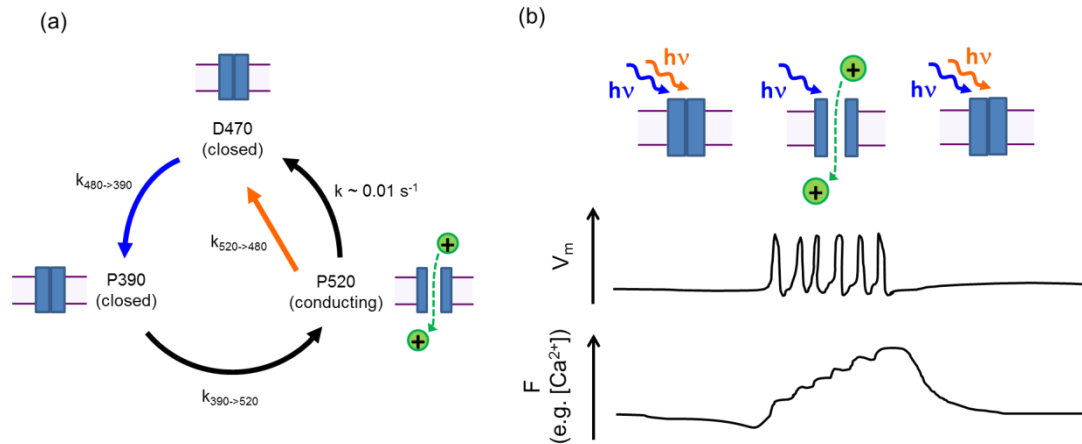 (a)
D470
(closed)
k480->390
k ~ 0.01 s-1
k520->480
P390
(closed)
P520
(conducting)
+
+
k390->520
(b)
hν
hν
hν
+
+
hν
hν
Vm
F
(e.g. [Ca2+])